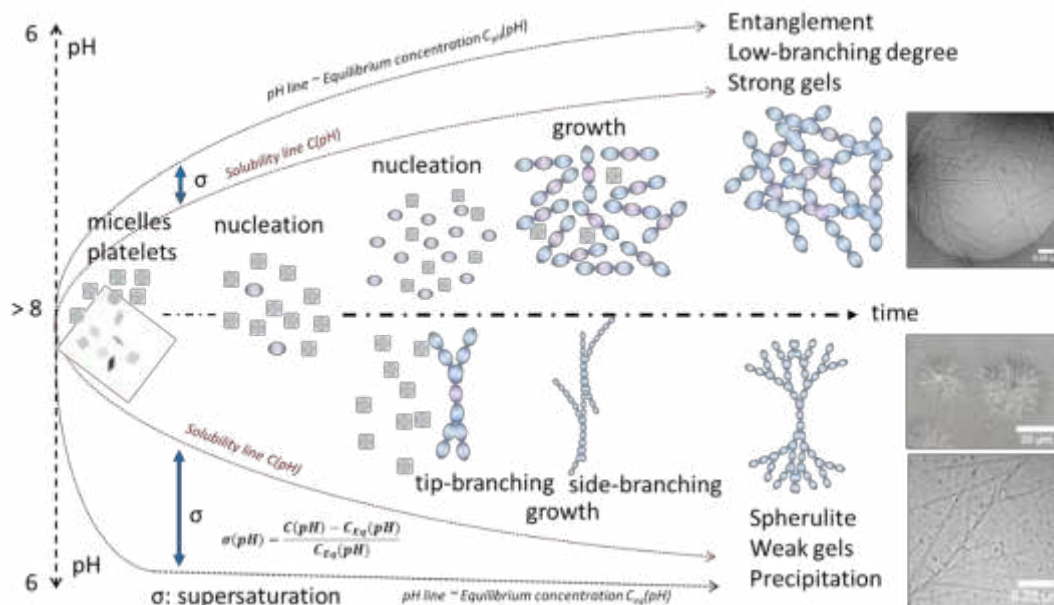 6
pH
pH line ~ Equilibrium concentration Ceq(pH)
Entanglement
Low-branching degree
Strong gels
Solubility line C(pH)
growth
σ
nucleation
micelles
platelets
nucleation
> 8
time
Solubility line C(pH)
tip-branching
side-branching
growth
σ
σ(pH) = C(pH) − CEq(pH) / CEq(pH)
Spherulite
Weak gels
Precipitation
pH
6
σ: supersaturation
pH line ~ Equilibrium concentration Ceq(pH)